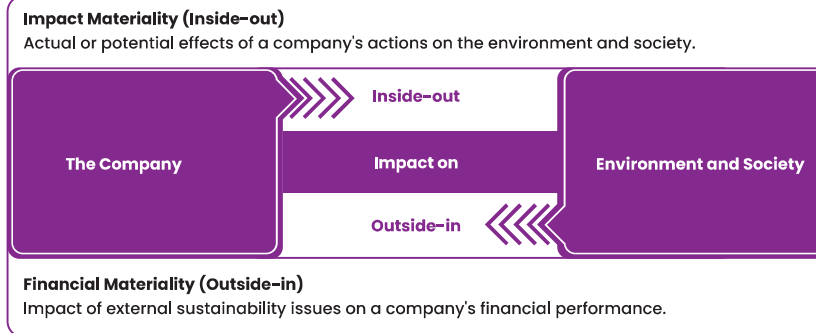 Impact Materiality (Inside-out)
Actual or potential effects of a company's actions on the environment and society.
Inside-out
The Company
Impact on
Environment and Society
Outside-in
Financial Materiality (Outside-in)
Impact of external sustainability issues on a company's financial performance.